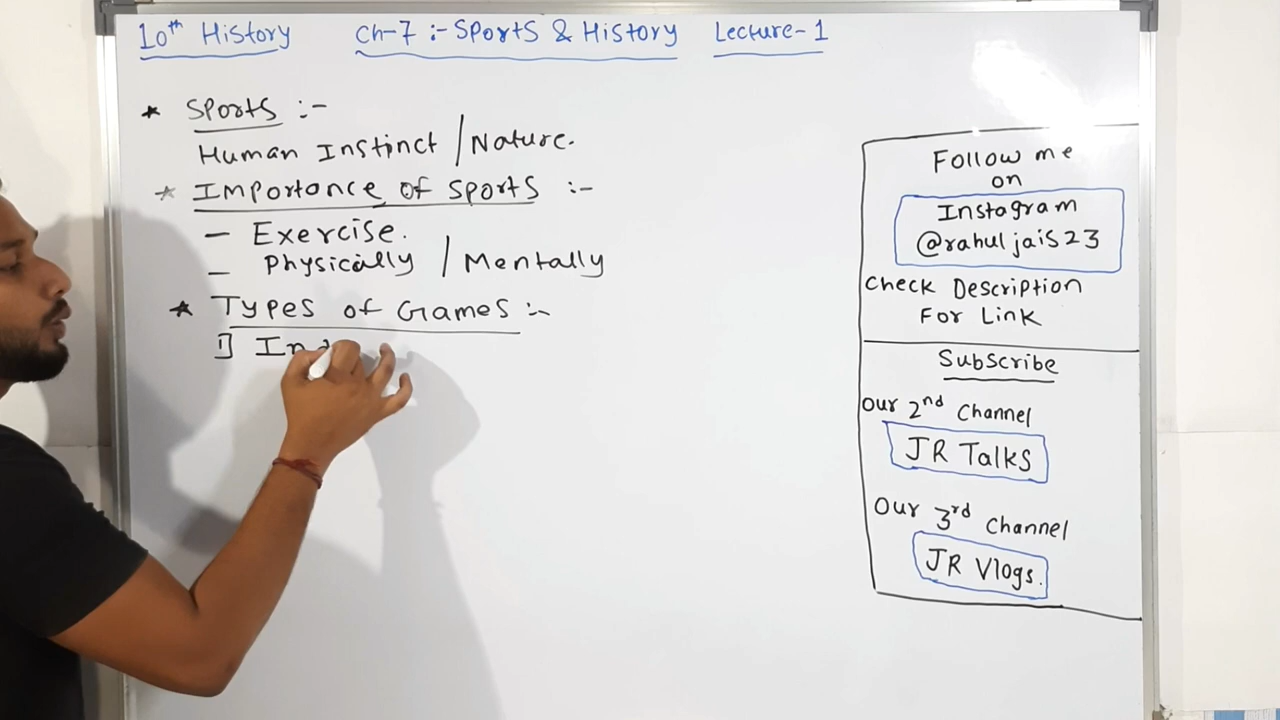 10th History Ch-7 :- Sports & History Lecture-1
* Sports :-
Human Instinct / Nature.
* Importance of sports :-
- Exercise.
- Physically / Mentally
* Types of Games :-
1]
Follow me
on
Instagram
@rahuljais23
Check Description
For Link
Subscribe
Our 2nd Channel
JR Talks
Our 3rd Channel
JR Vlogs.